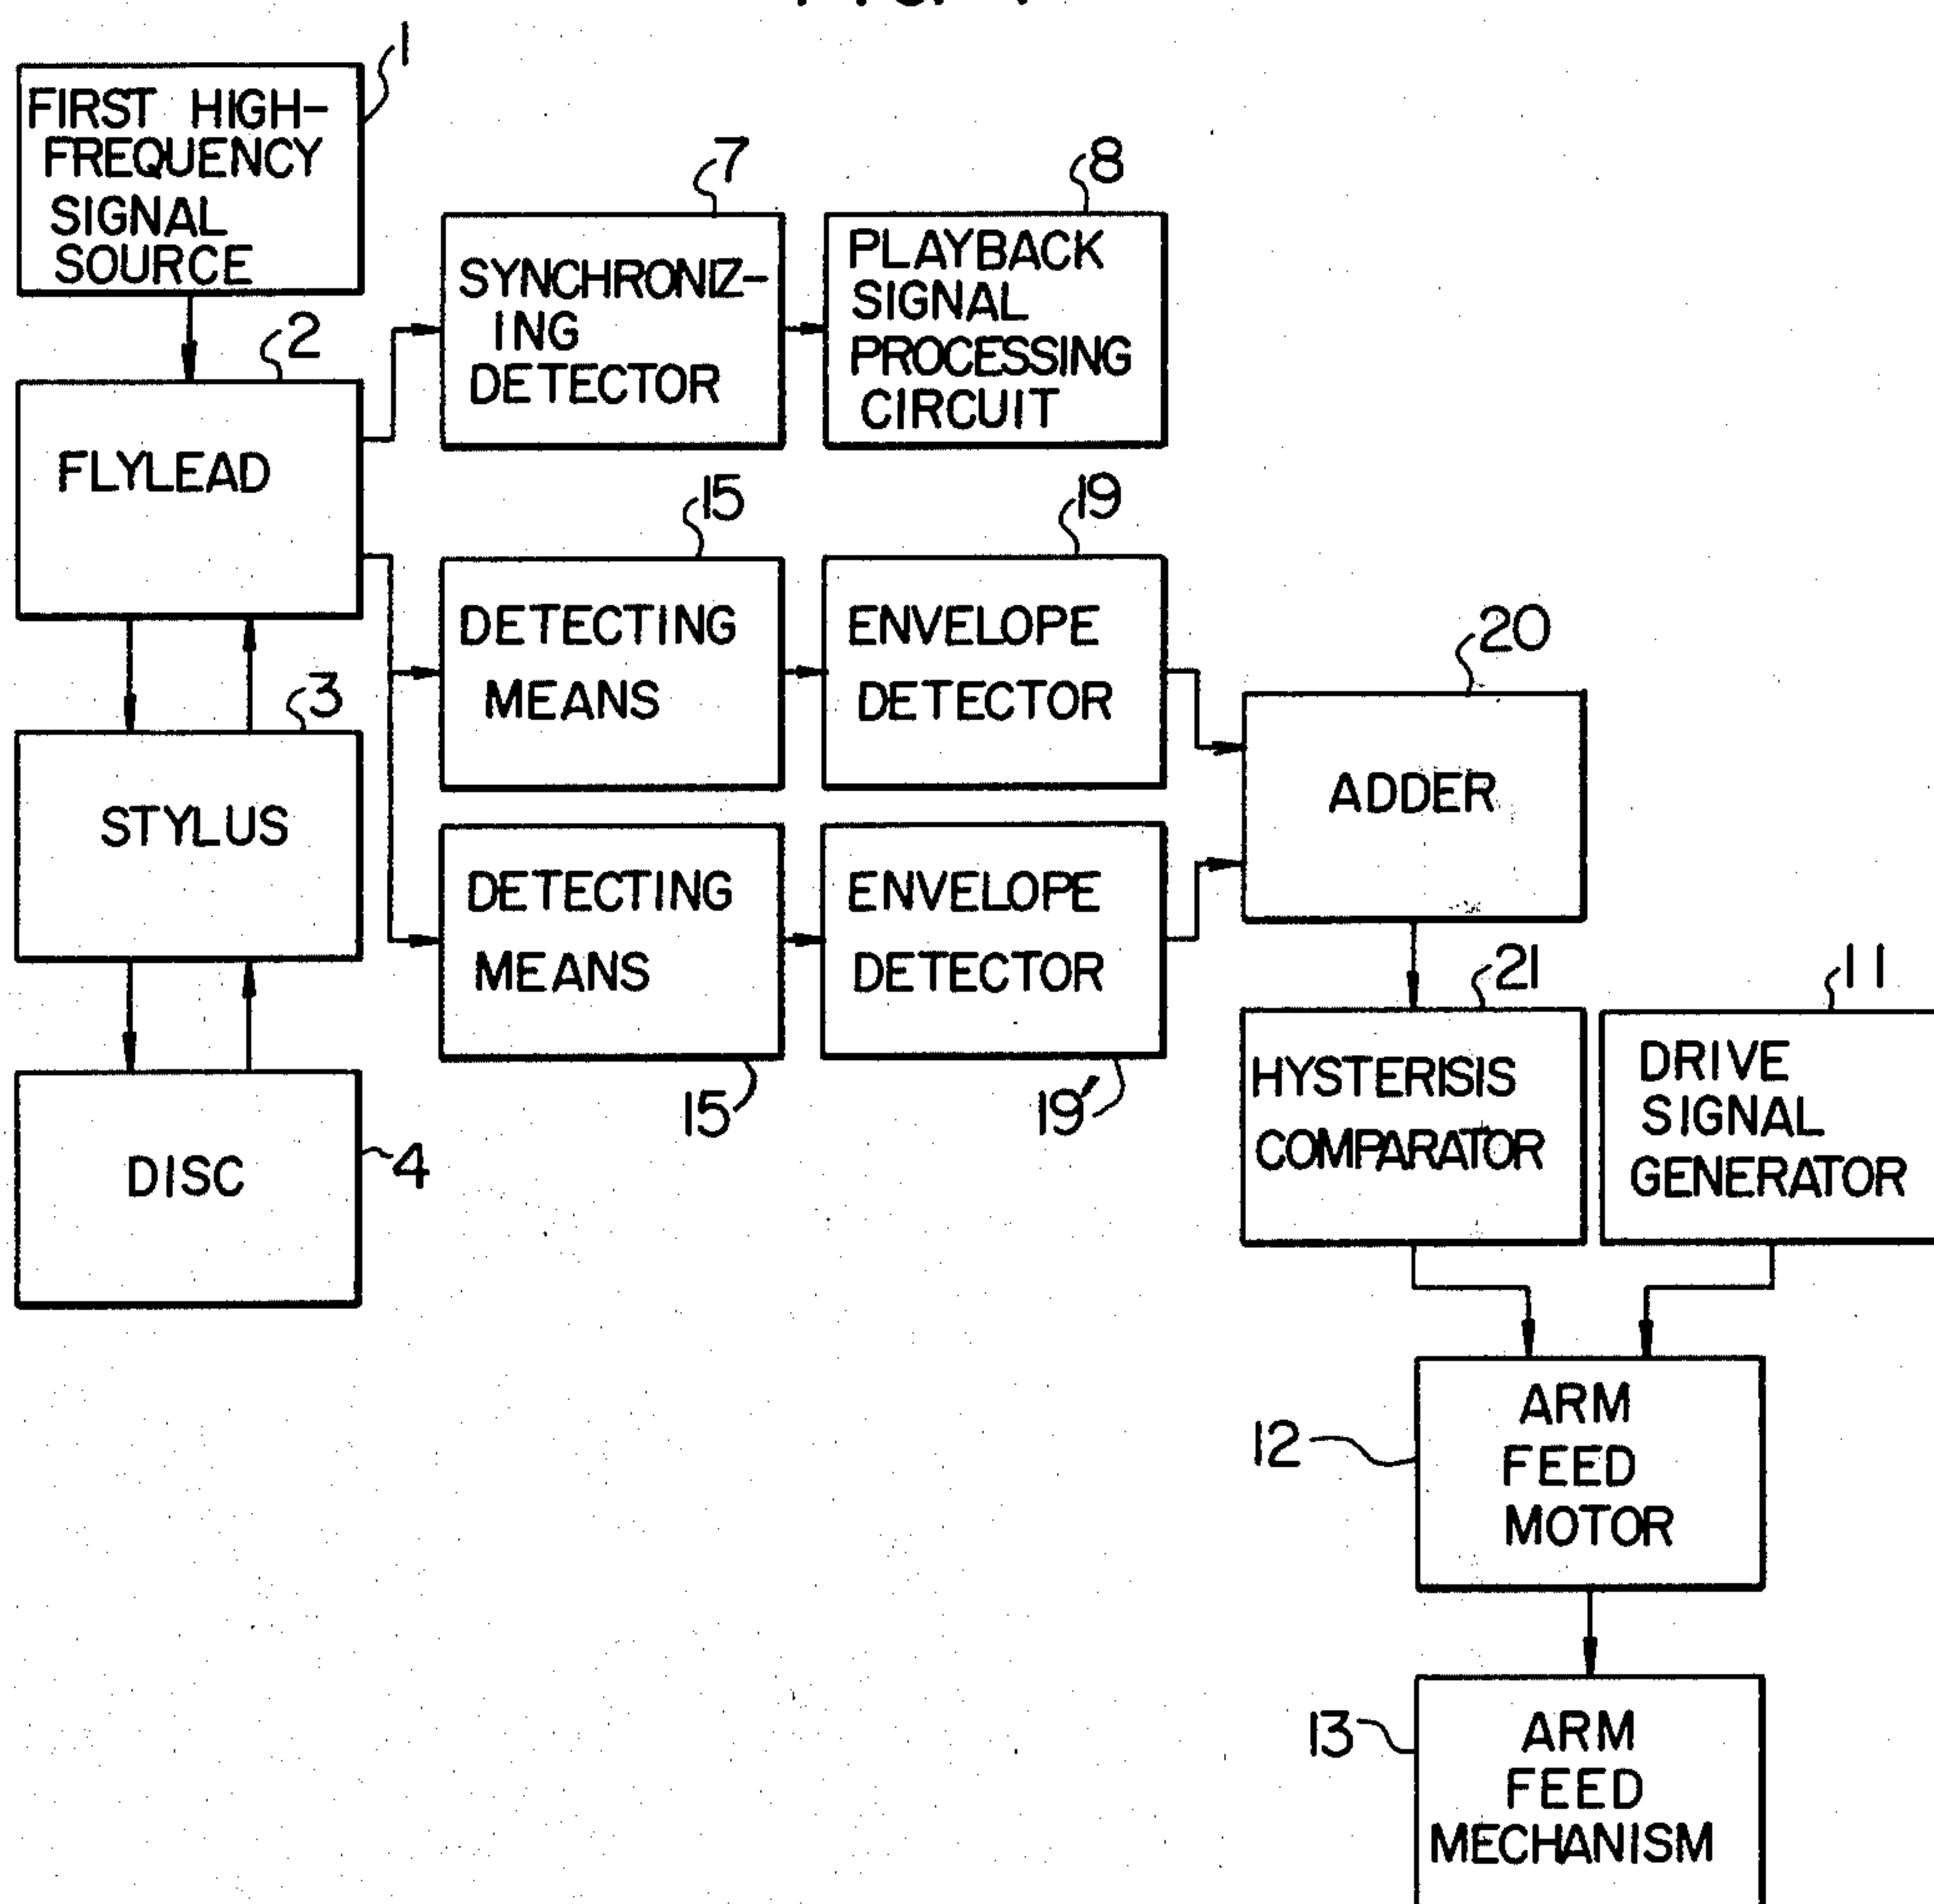 1
FIRST HIGH-
FREQUENCY
SIGNAL
SOURCE
2
FLYLEAD
3
STYLUS
DISC
4
7
SYNCHRONIZ-
ING
DETECTOR
8
PLAYBACK
SIGNAL
PROCESSING
CIRCUIT
15
DETECTING
MEANS
19
ENVELOPE
DETECTOR
DETECTING
MEANS
15
ENVELOPE
DETECTOR
19'
20
ADDER
21
HYSTERISIS
COMPARATOR
11
DRIVE
SIGNAL
GENERATOR
12
ARM
FEED
MOTOR
13
ARM
FEED
MECHANISM